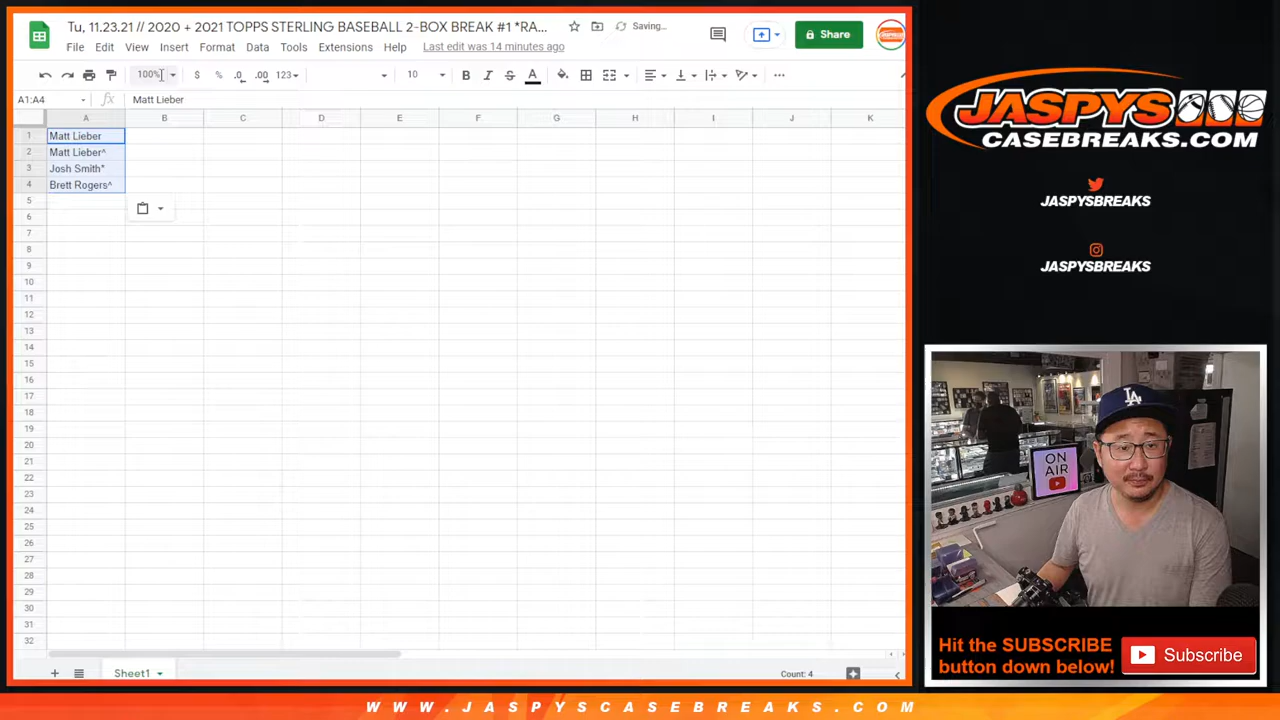 Tu, 11.23.21 // 2020 + 2021 TOPPS STERLING BASEBALL 2-BOX BREAK #1 *RA...
Saving...
File Edit View Insert Format Data Tools Extensions Help Last edit was 14 minutes ago
Share
100% $ % .0 .00 123 10 B I S A
A1:A4 fx Matt Lieber
A B C D E F G H I J K
1 Matt Lieber
2 Matt Lieber^
3 Josh Smith*
4 Brett Rogers^
5
6
7
8
9
10
11
12
13
14
15
16
17
18
19
20
21
22
23
24
25
26
27
28
29
30
31
32
Sheet1
Count: 4
JASPYS
CASEBREAKS.COM
JASPYSBREAKS
JASPYSBREAKS
ON
AIR
LA
Hit the SUBSCRIBE
button down below!
Subscribe
WWW.JASPYSCASEBREAKS.COM